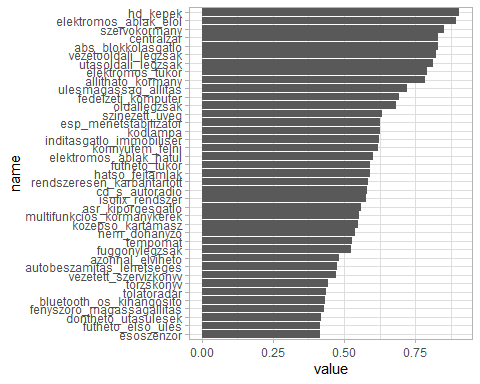 hd_kepek
elektromos_ablak_elol
szervokormany
centralzar
abs_blokkolasgatlo
vezetooldali_legzsak
utasoldali_legzsak
elektromos_tukor
allithato_kormany
ulesmagassag_allitas
fedelzeti_komputer
oldallegzsak
szinezett_uveg
esp_menetstabilizator
kodlampa
inditasgatlo_immobiliser
konnyufem_felni
elektromos_ablak_hatul
futheto_tukor
hatso_fejtamlak
rendszeresen_karbantartott
cd_s_autoradio
isofix_rendszer
asr_kiporgesgatlo
multifunkcios_kormanykerek
kozepso_kartamasz
nem_dohanyzo
tempomat
fuggonylegzsak
azonnal_elviheto
autobeszamitas_lehetseges
vezetett_szervizkonyv
torzskonyv
tolatoradar
bluetooth_os_kihangosito
fenyszoro_magassagallitas
dontheto_utasulesek
futheto_elso_ules
esoszenzor
name
0.00 0.25 0.50 0.75
value